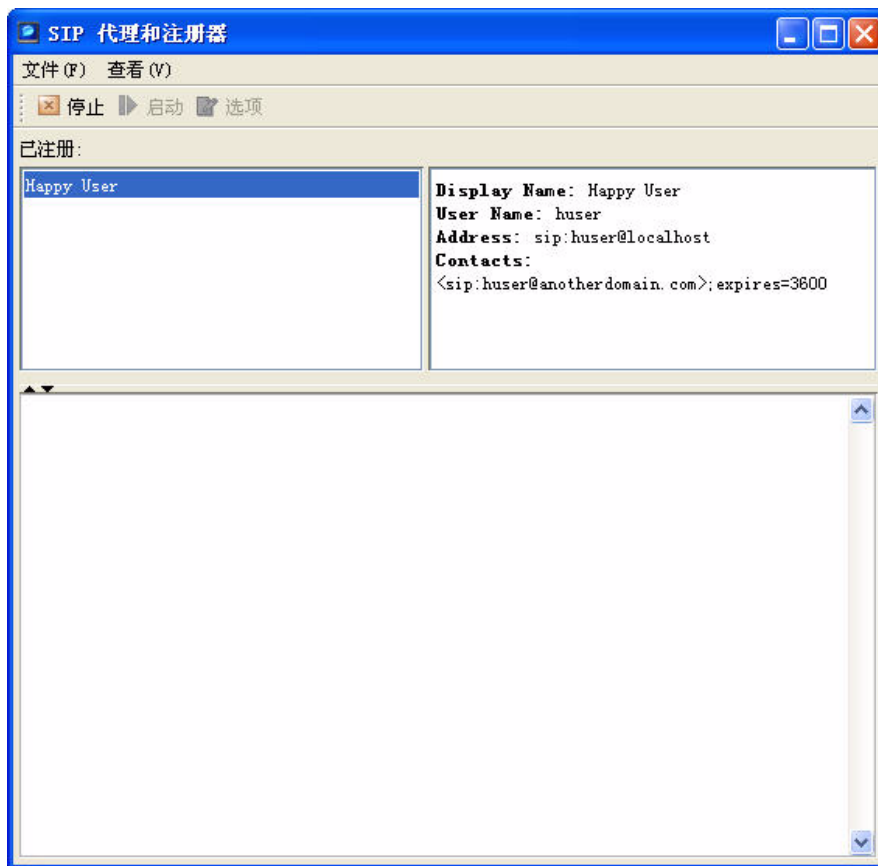 SIP 代理和注册器
文件(F) 查看(V)
停止 启动 选项
已注册:
Happy User
Display Name: Happy User
User Name: huser
Address: sip:huser@localhost
Contacts:
<sip:huser@anotherdomain.com>;expires=3600